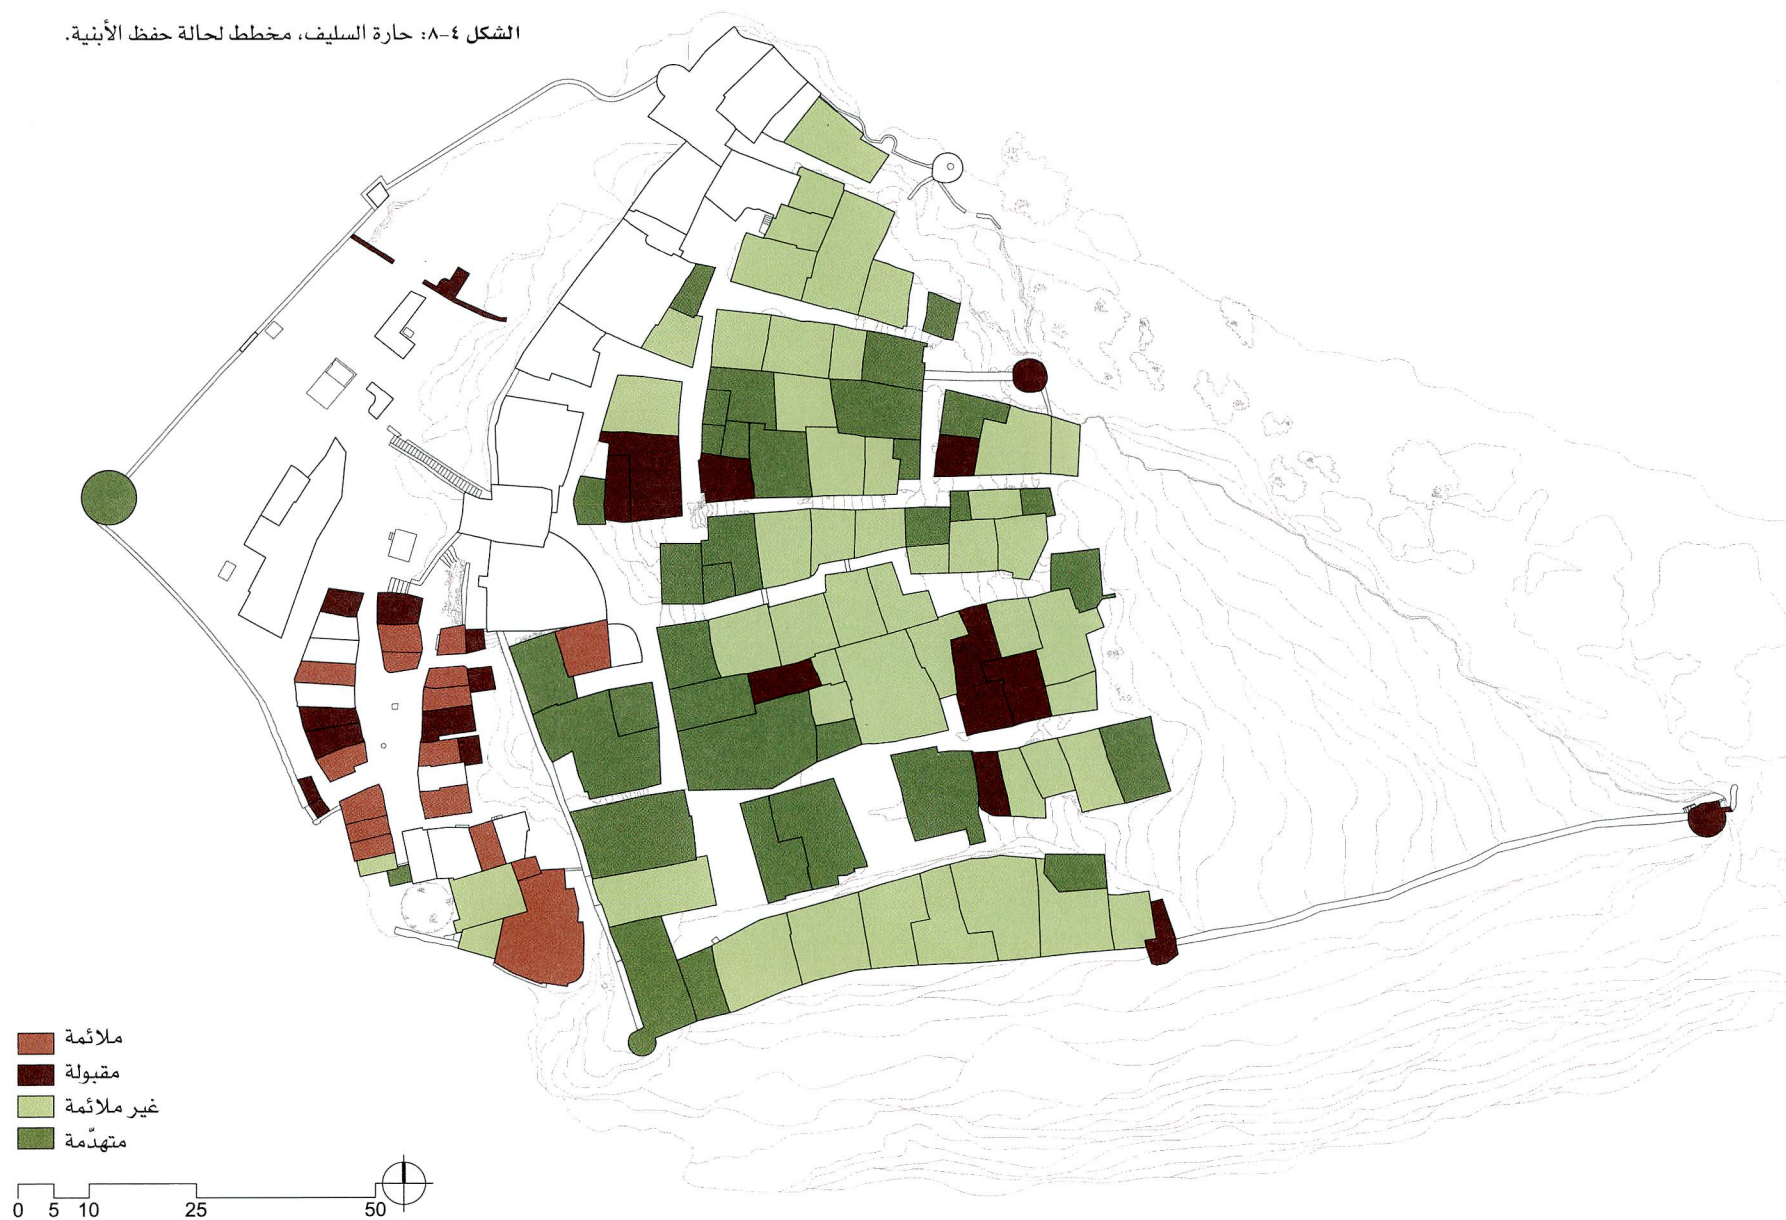 الشكل ٤-٨: حارة السليف، مخطط لحالة حفظ الأبنية.
ملائمة
مقبولة
غير ملائمة
متهدّمة
0 5 10 25 50